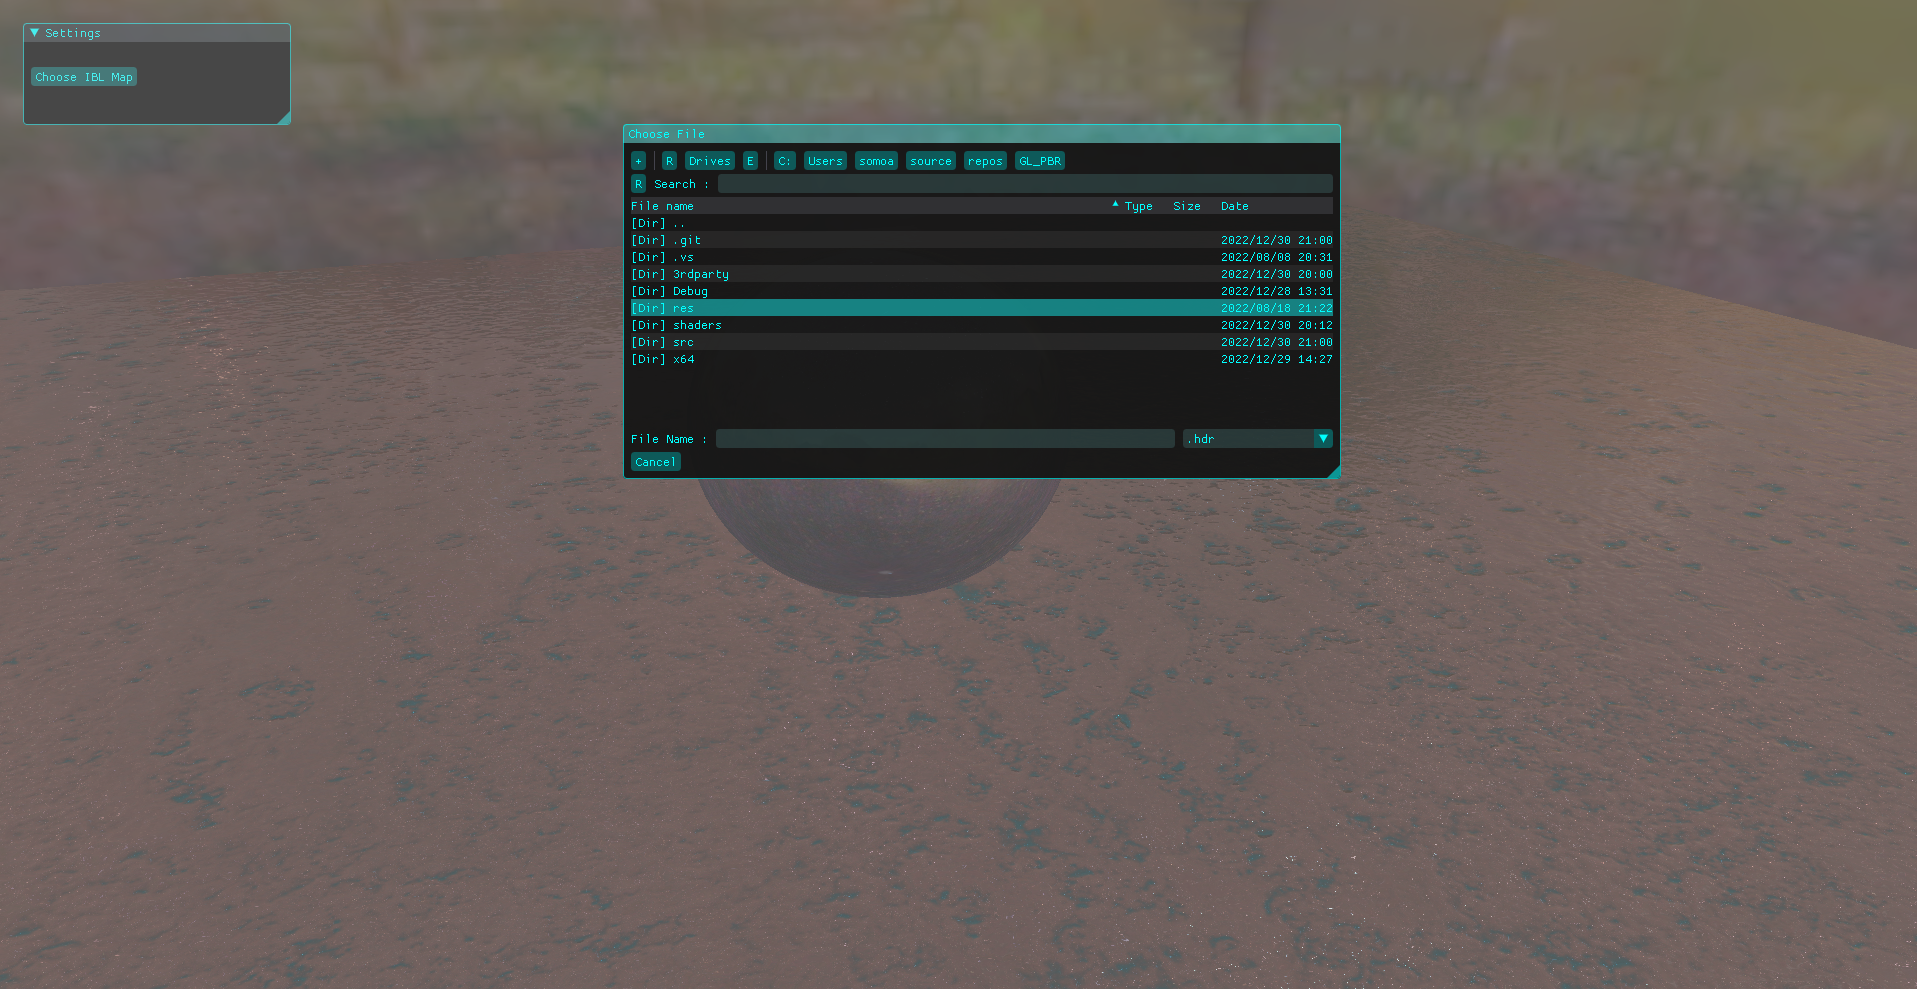 Settings
Choose IBL Map
Choose File
+ R Drives E C: Users somoa source repos GL_PBR
R Search :
File name Type Size Date
[Dir] ..
[Dir] .git 2022/12/30 21:00
[Dir] .vs 2022/08/08 20:31
[Dir] 3rdparty 2022/12/30 20:00
[Dir] Debug 2022/12/28 13:31
[Dir] res 2022/08/18 21:22
[Dir] shaders 2022/12/30 20:12
[Dir] src 2022/12/30 21:00
[Dir] x64 2022/12/29 14:27
File Name : .hdr
Cancel